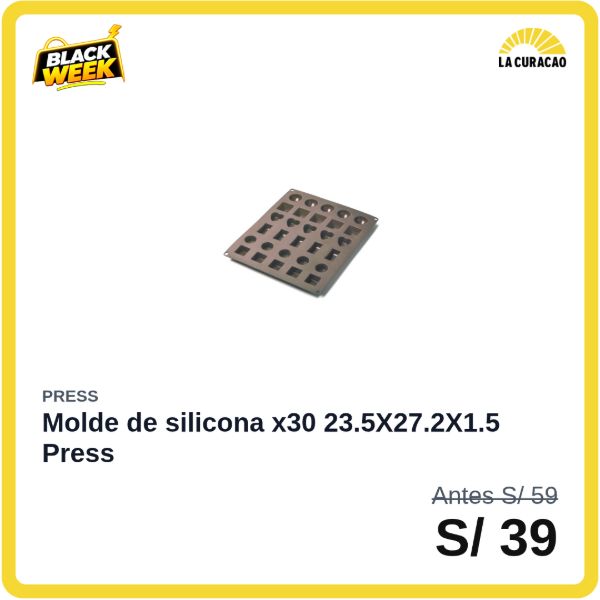 BLACK
WEEK
LA CURACAO
PRESS
Molde de silicona x30 23.5X27.2X1.5
Press
Antes S/ 59
S/ 39